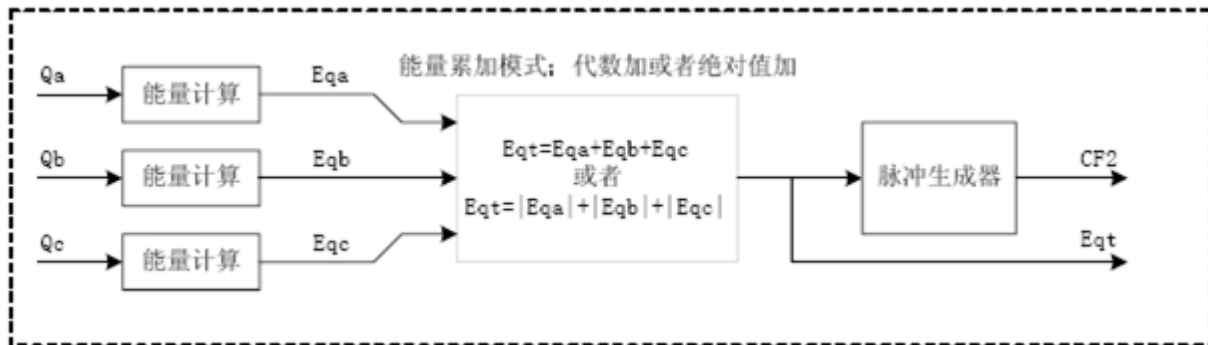 能量累加模式; 代数加或者绝对值加
Qa
能量计算
Eqa
Qb
能量计算
Eqb
Qc
能量计算
Eqc
Eqt=Eqa+Eqb+Eqc
或者
Eqt=|Eqa|+|Eqb|+|Eqc|
脉冲生成器
CF2
Eqt